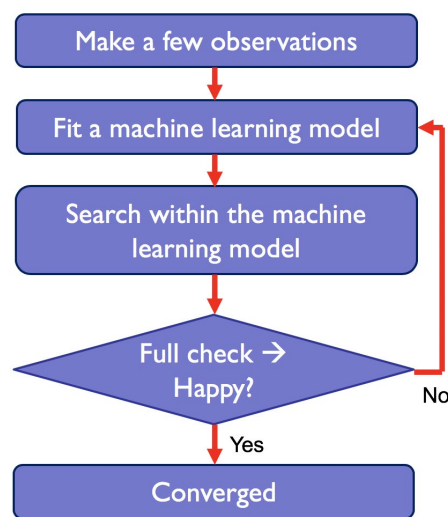 Make a few observations
Fit a machine learning model
Search within the machine
learning model
Full check →
Happy?
No
Yes
Converged